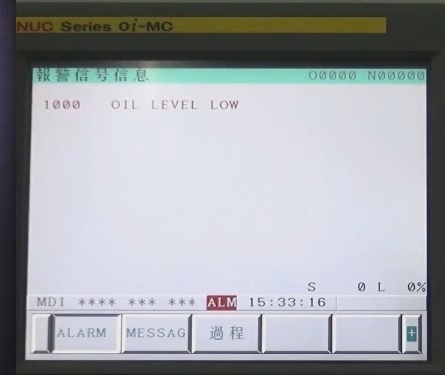 NUC Series 0i-MC
報警信号信息 O0000 N00000
1000 OIL LEVEL LOW
S 0 L 0%
MDI **** *** *** ALM 15:33:16
ALARM MESSAG 過程 +